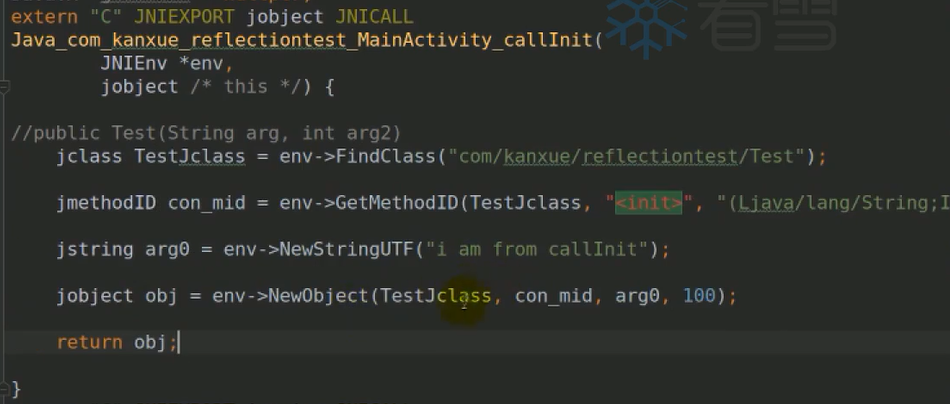 看雪
extern "C" JNIEXPORT jobject JNICALL
Java_com_kanxue_reflectiontest_MainActivity_callInit(
        JNIEnv *env,
        jobject /* this */) {
//public Test(String arg, int arg2)
    jclass TestJclass = env->FindClass("com/kanxue/reflectiontest/Test");
    jmethodID con_mid = env->GetMethodID(TestJclass, "<init>", "(Ljava/lang/String;I
    jstring arg0 = env->NewStringUTF("i am from callInit");
    jobject obj = env->NewObject(TestJclass, con_mid, arg0, 100);
    return obj;
}